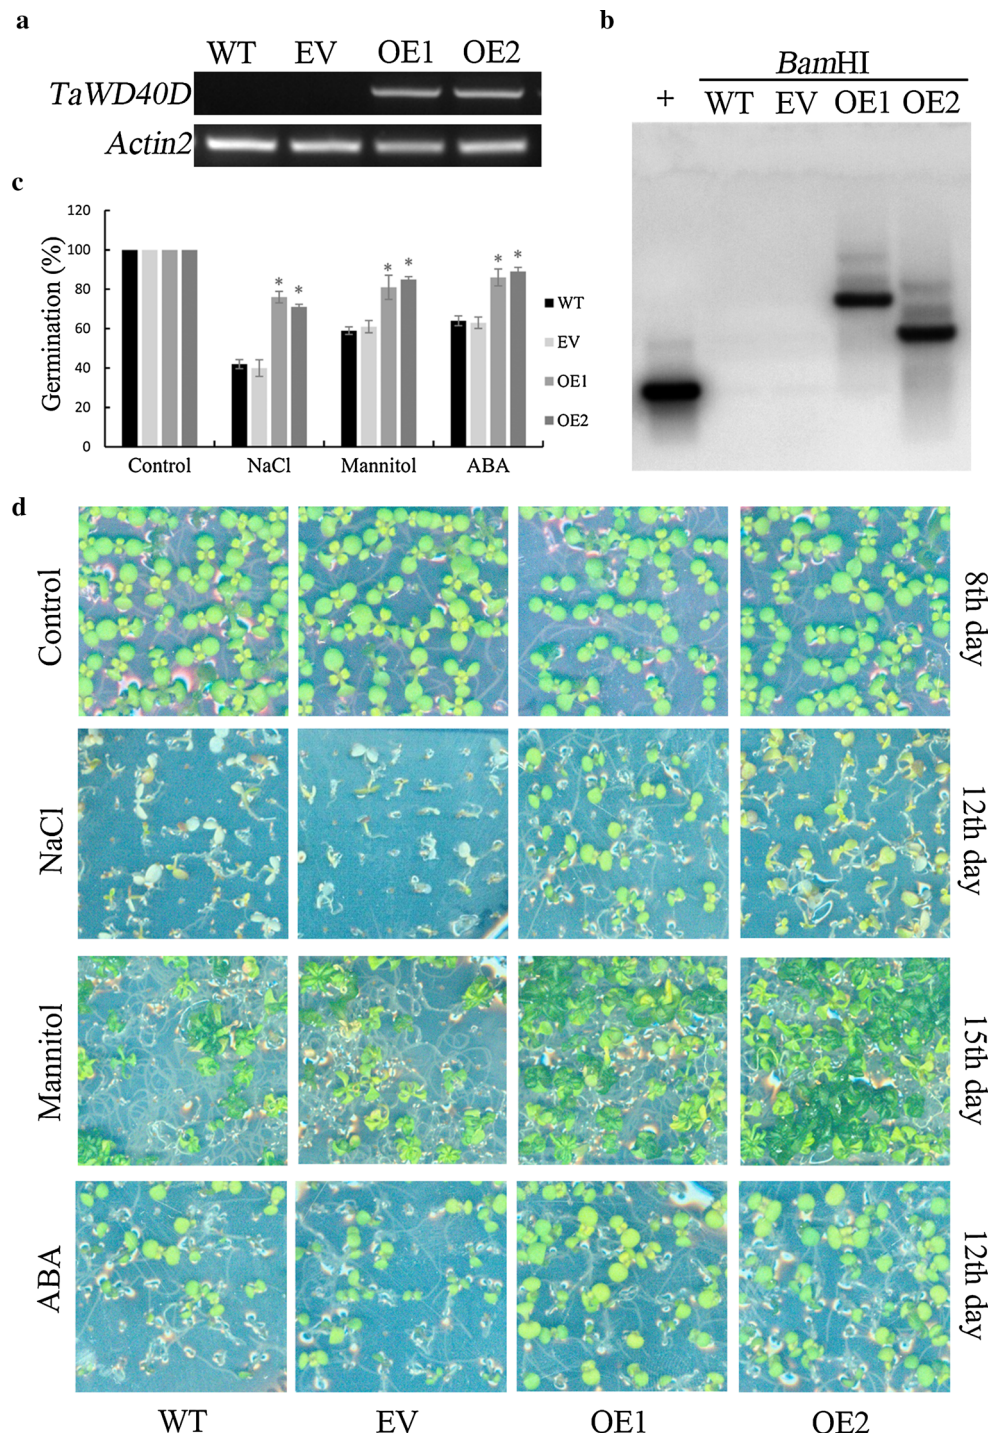 a
WT EV OE1 OE2
TaWD40D
Actin2
b
BamHI
+ WT EV OE1 OE2
c
Germination (%)
120
100
80
60
40
20
0
* * * * * *
Control NaCl Mannitol ABA
WT
EV
OE1
OE2
d
Control 8th day
NaCl 12th day
Mannitol 15th day
ABA 12th day
WT EV OE1 OE2